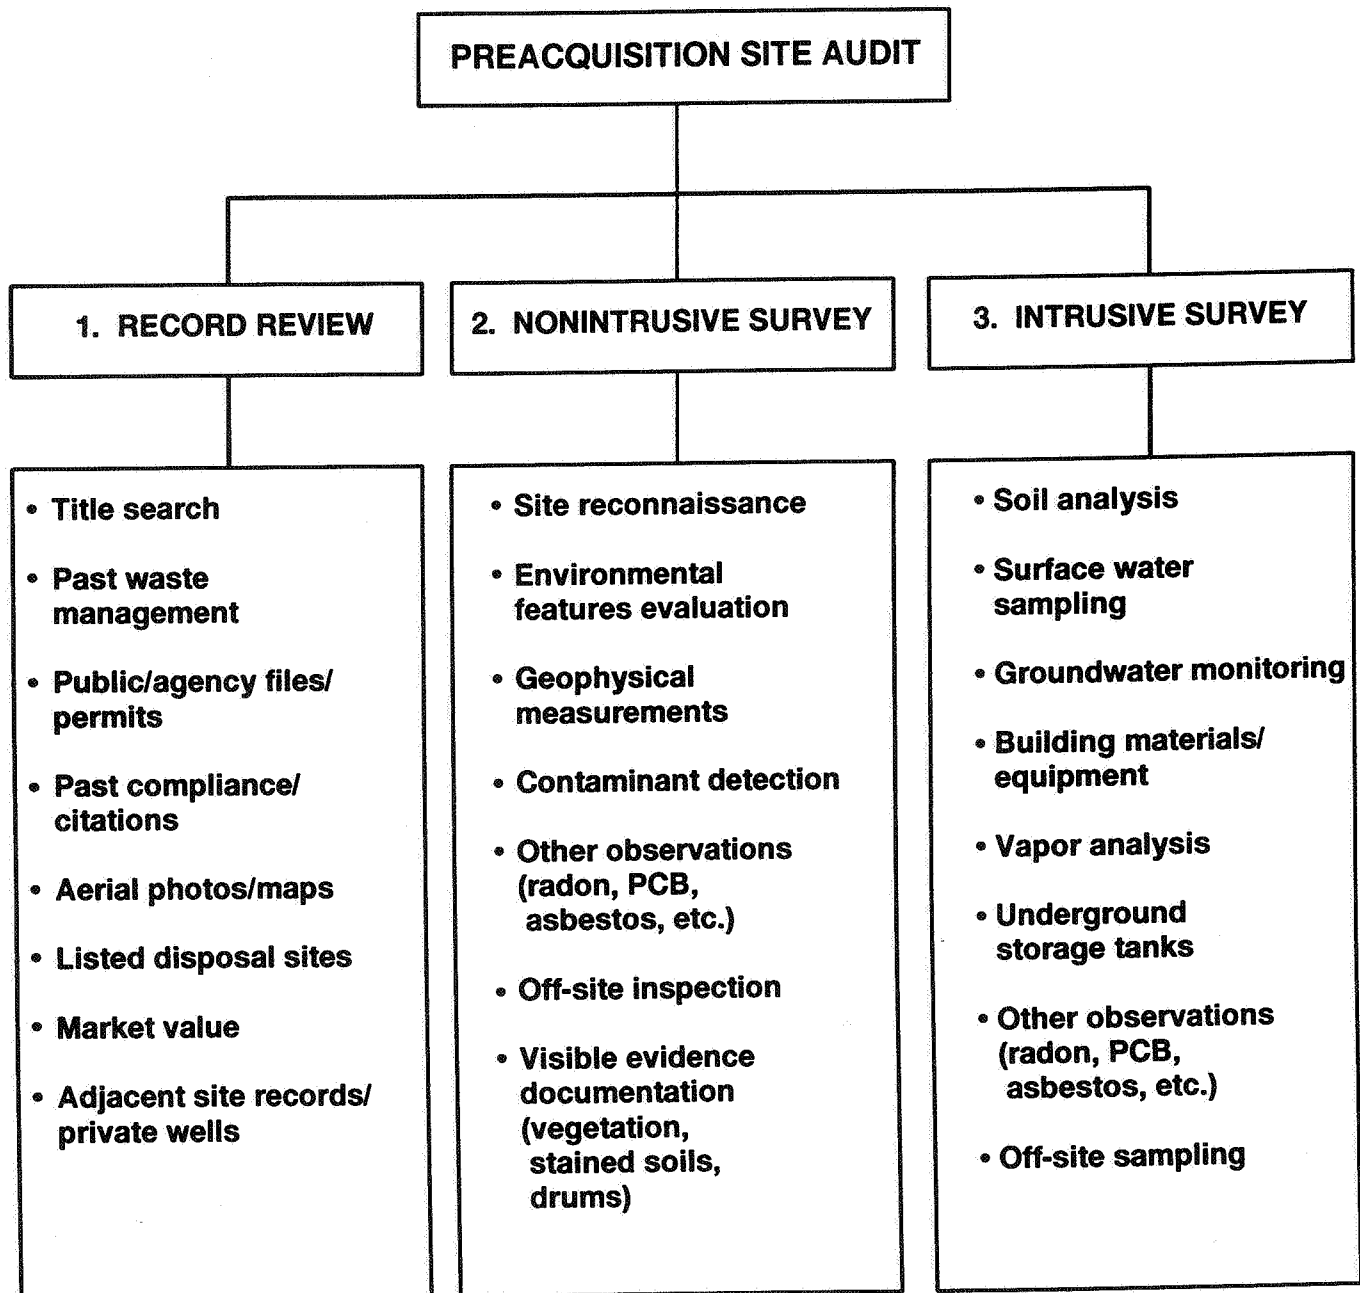 PREACQUISITION SITE AUDIT
1. RECORD REVIEW
• Title search
• Past waste
management
• Public/agency files/
permits
• Past compliance/
citations
• Aerial photos/maps
• Listed disposal sites
• Market value
• Adjacent site records/
private wells
2. NONINTRUSIVE SURVEY
• Site reconnaissance
• Environmental
features evaluation
• Geophysical
measurements
• Contaminant detection
• Other observations
(radon, PCB,
asbestos, etc.)
• Off-site inspection
• Visible evidence
documentation
(vegetation,
stained soils,
drums)
3. INTRUSIVE SURVEY
• Soil analysis
• Surface water
sampling
• Groundwater monitoring
• Building materials/
equipment
• Vapor analysis
• Underground
storage tanks
• Other observations
(radon, PCB,
asbestos, etc.)
• Off-site sampling